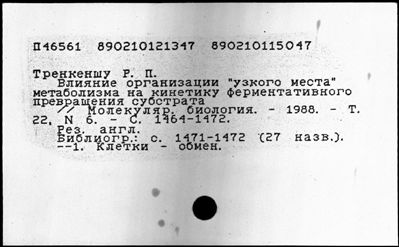 П46561 890210121347 890210115047
Тренкеншу Р. П.
Влияние организации "узкого места"
метаболизма на кинетику ферментативного
превращения субстрата
// Молекуляр. биология. - 1988. - Т.
22, N 6. - С. 1464-1472.
Рез. англ.
Библиогр.: с. 1471-1472 (27 назв.).
--1. Клетки - обмен.